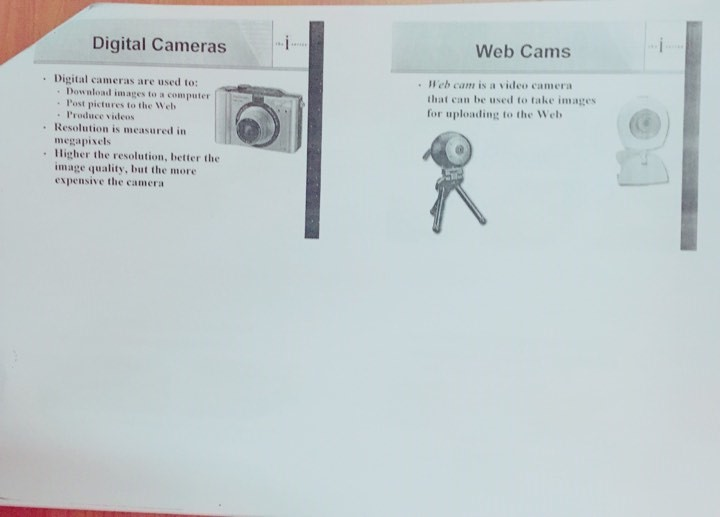 Digital Cameras
• Digital cameras are used to:
• Download images to a computer
• Post pictures to the Web
• Produce videos
• Resolution is measured in
megapixels
• Higher the resolution, better the
image quality, but the more
expensive the camera
Web Cams
• Web cam is a video camera
that can be used to take images
for uploading to the Web